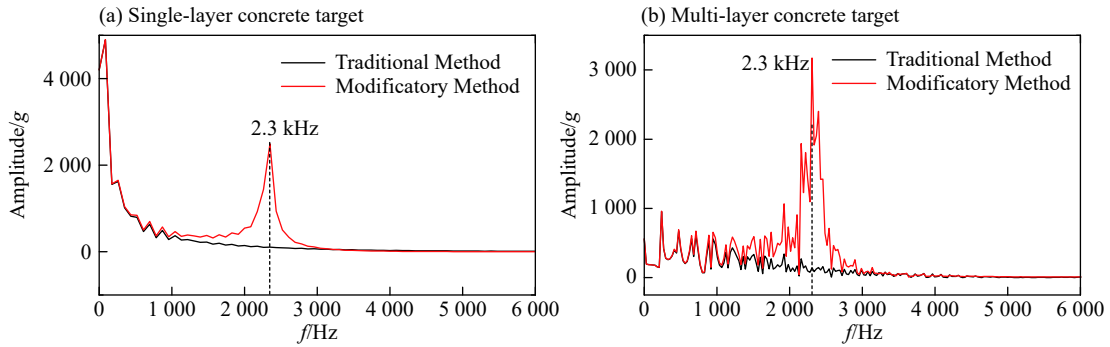 (a) Single-layer concrete target
Amplitude/g
4 000
2 000
0
Traditional Method
Modificatory Method
2.3 kHz
0 1 000 2 000 3 000 4 000 5 000 6 000
f/Hz
(b) Multi-layer concrete target
Amplitude/g
3 000
2 000
1 000
0
2.3 kHz
Traditional Method
Modificatory Method
0 1 000 2 000 3 000 4 000 5 000 6 000
f/Hz